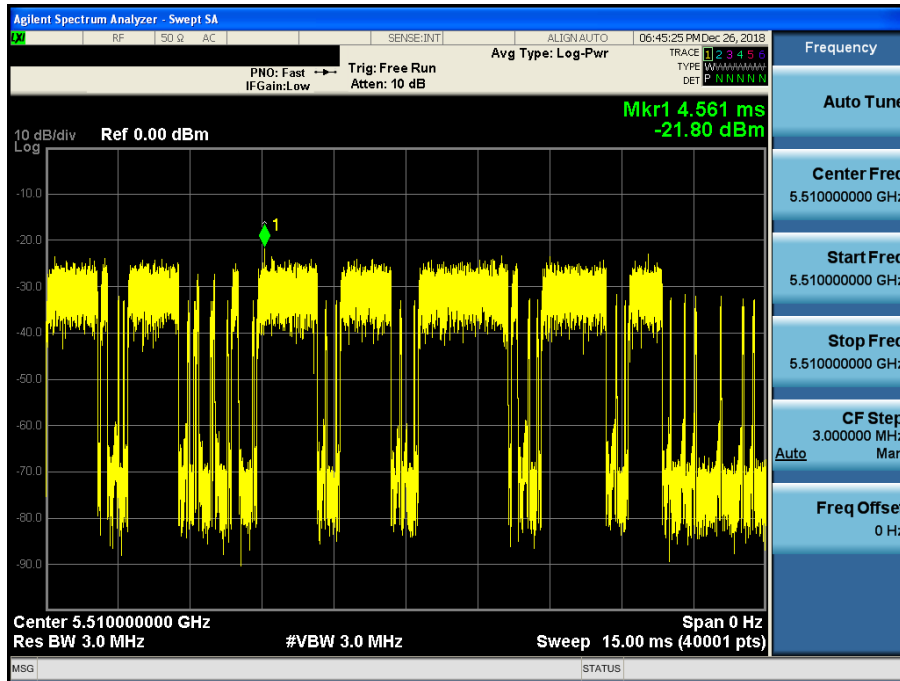 Agilent Spectrum Analyzer - Swept SA
LXI RF 50 Ω AC SENSE:INT ALIGN AUTO 06:45:25 PM Dec 26, 2018
PNO: Fast Trig: Free Run Avg Type: Log-Pwr TRACE 1 2 3 4 5 6
IFGain:Low Atten: 10 dB TYPE WWWWWW
DET P N N N N N
Mkr1 4.561 ms
-21.80 dBm
10 dB/div Ref 0.00 dBm
Log
1
-10.0
-20.0
-30.0
-40.0
-50.0
-60.0
-70.0
-80.0
-90.0
Center 5.510000000 GHz Span 0 Hz
Res BW 3.0 MHz #VBW 3.0 MHz Sweep 15.00 ms (40001 pts)
MSG STATUS
Frequency
Auto Tune
Center Freq
5.510000000 GHz
Start Freq
5.510000000 GHz
Stop Freq
5.510000000 GHz
CF Step
3.000000 MHz
Auto Man
Freq Offset
0 Hz